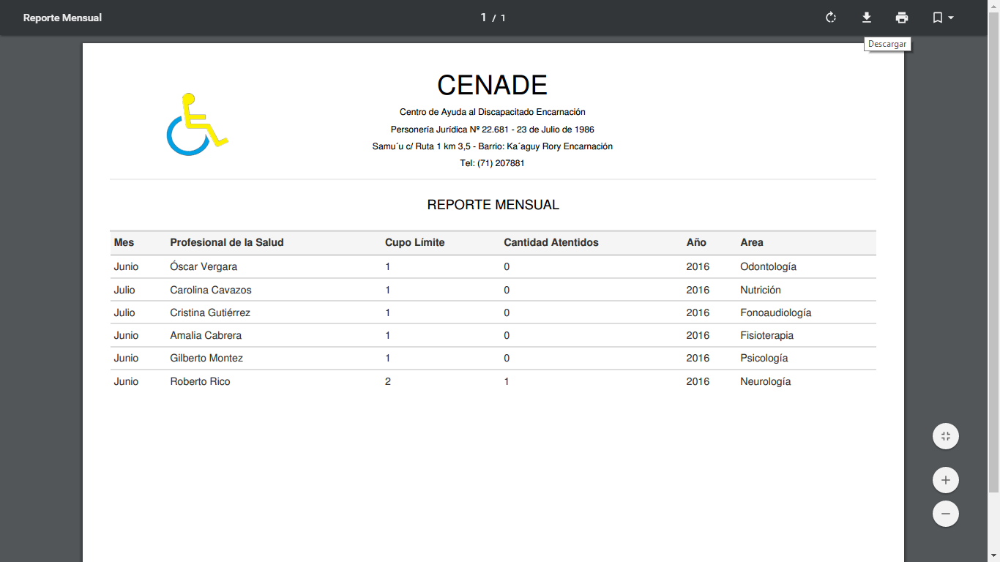 Reporte Mensual
1 / 1
Descargar
CENADE
Centro de Ayuda al Discapacitado Encarnación
Personería Jurídica Nº 22.681 - 23 de Julio de 1986
Samu´u c/ Ruta 1 km 3,5 - Barrio: Ka´aguy Rory Encarnación
Tel: (71) 207881
REPORTE MENSUAL
Mes Profesional de la Salud Cupo Límite Cantidad Atentidos Año Area
Junio Óscar Vergara 1 0 2016 Odontología
Julio Carolina Cavazos 1 0 2016 Nutrición
Julio Cristina Gutiérrez 1 0 2016 Fonoaudiología
Junio Amalia Cabrera 1 0 2016 Fisioterapia
Junio Gilberto Montez 1 0 2016 Psicología
Junio Roberto Rico 2 1 2016 Neurología